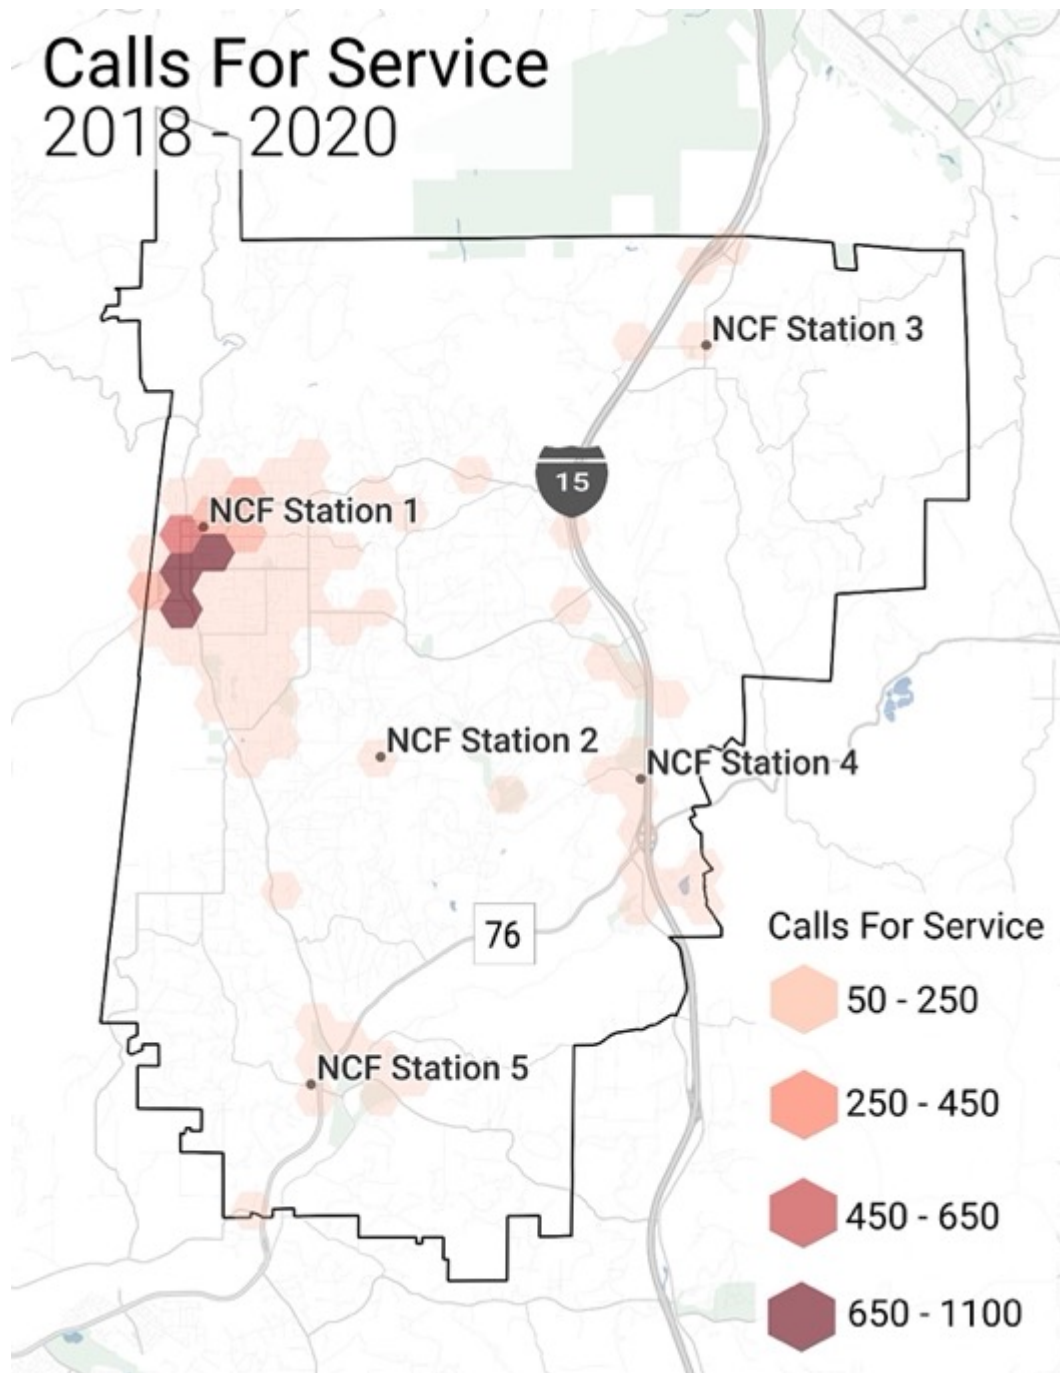 Calls For Service
2018 - 2020
NCF Station 3
15
NCF Station 1
NCF Station 2
NCF Station 4
76
NCF Station 5
Calls For Service
50 - 250
250 - 450
450 - 650
650 - 1100